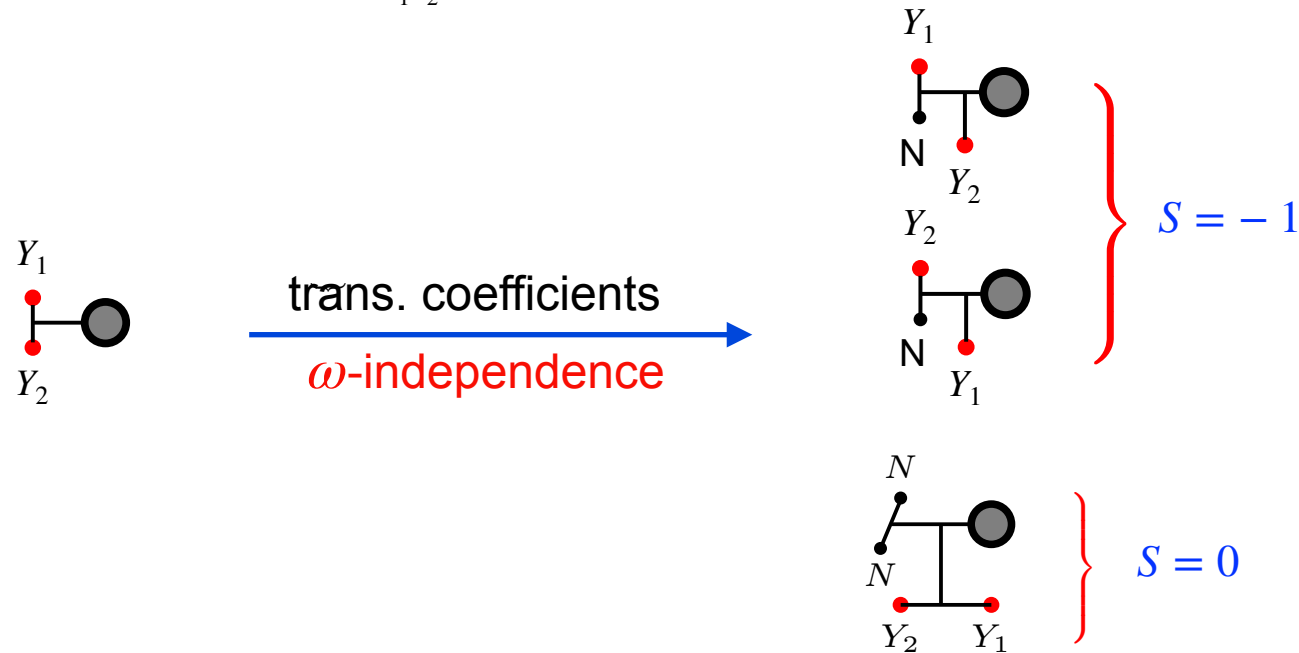 Y₁
N
Y₂
Y₂
N
Y₁
S = − 1
Y₁
Y₂
trans. coefficients
ω-independence
N
N
Y₂ Y₁
S = 0